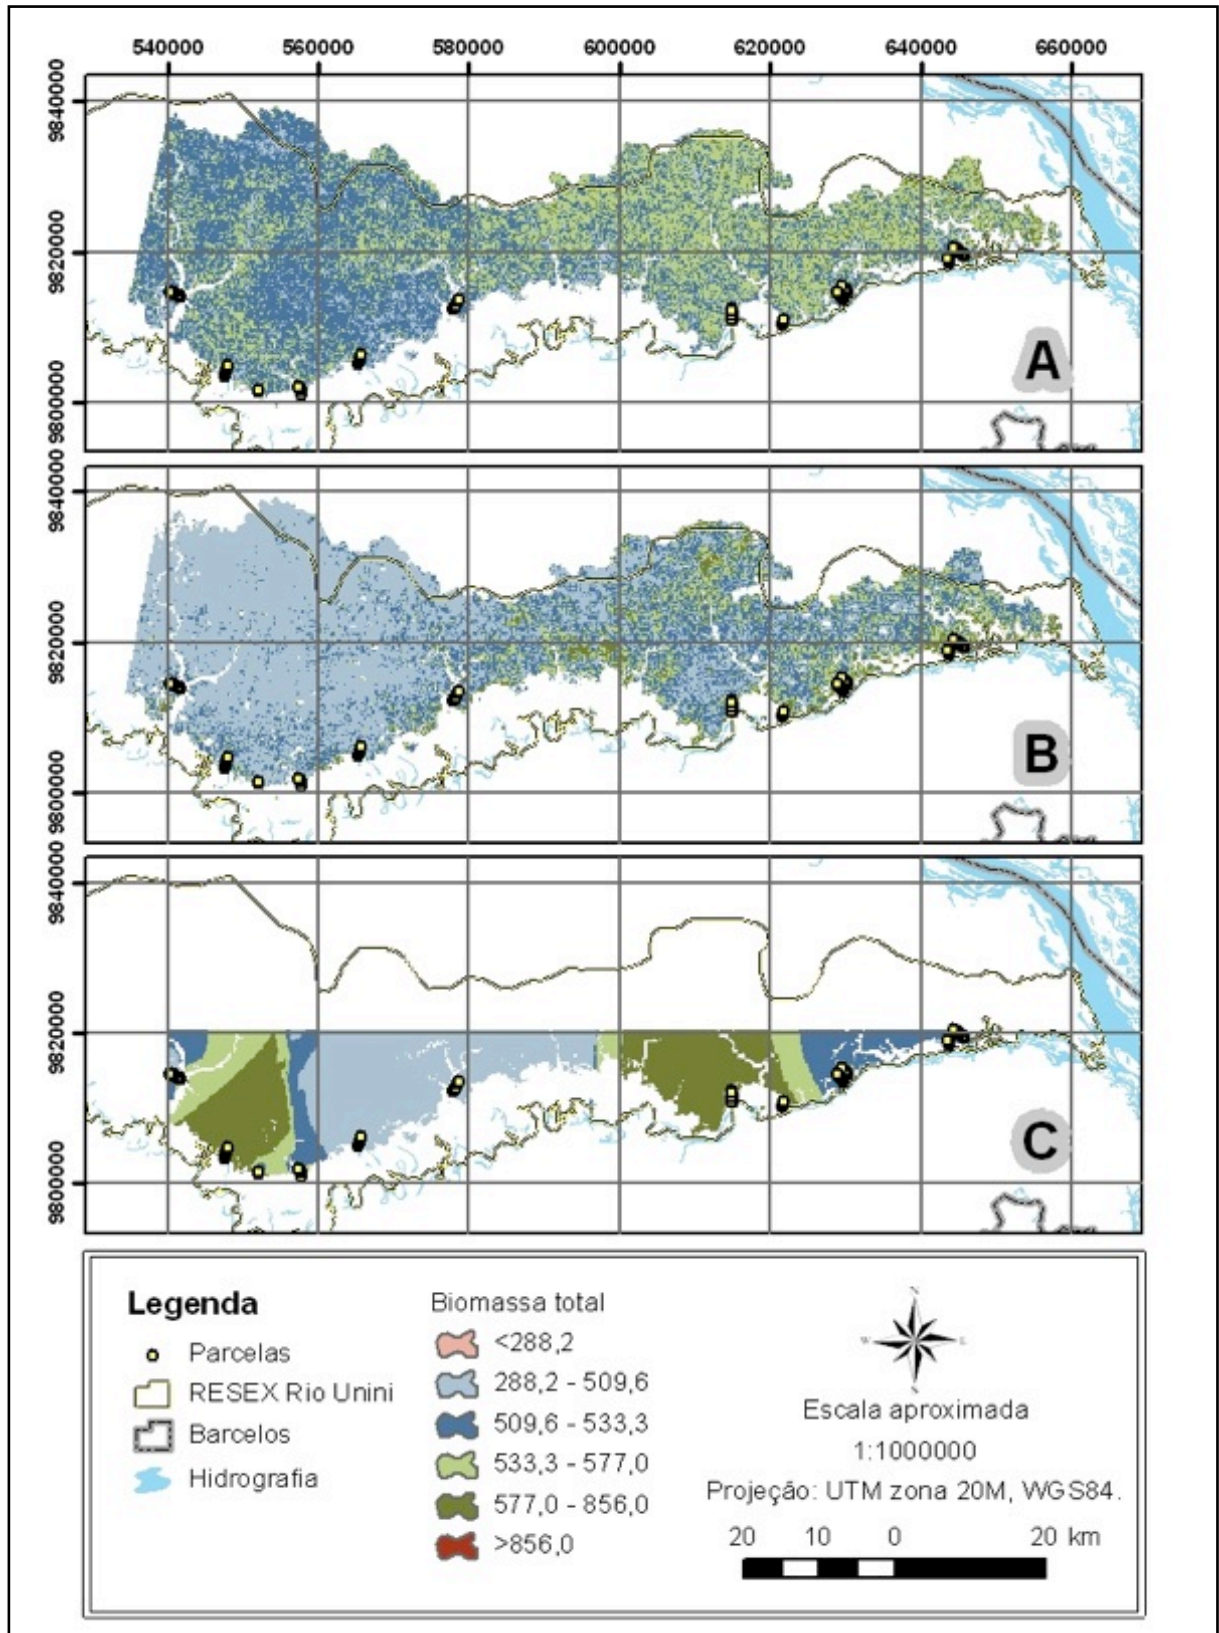 540000 560000 580000 600000 620000 640000 660000
9840000
9820000
9800000
A
9840000
9820000
9800000
B
9840000
9820000
9800000
C
Legenda
Parcelas
RESEX Rio Unini
Barcelos
Hidrografia
Biomassa total
<288,2
288,2 - 509,6
509,6 - 533,3
533,3 - 577,0
577,0 - 856,0
>856,0
N
W L
S
Escala aproximada
1:1000000
Projeção: UTM zona 20M, WGS84.
20 10 0 20 km